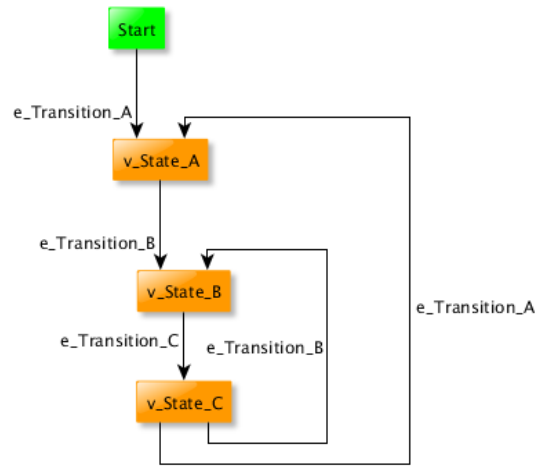 Start
e_Transition_A
v_State_A
e_Transition_B
v_State_B
e_Transition_A
e_Transition_C
e_Transition_B
v_State_C